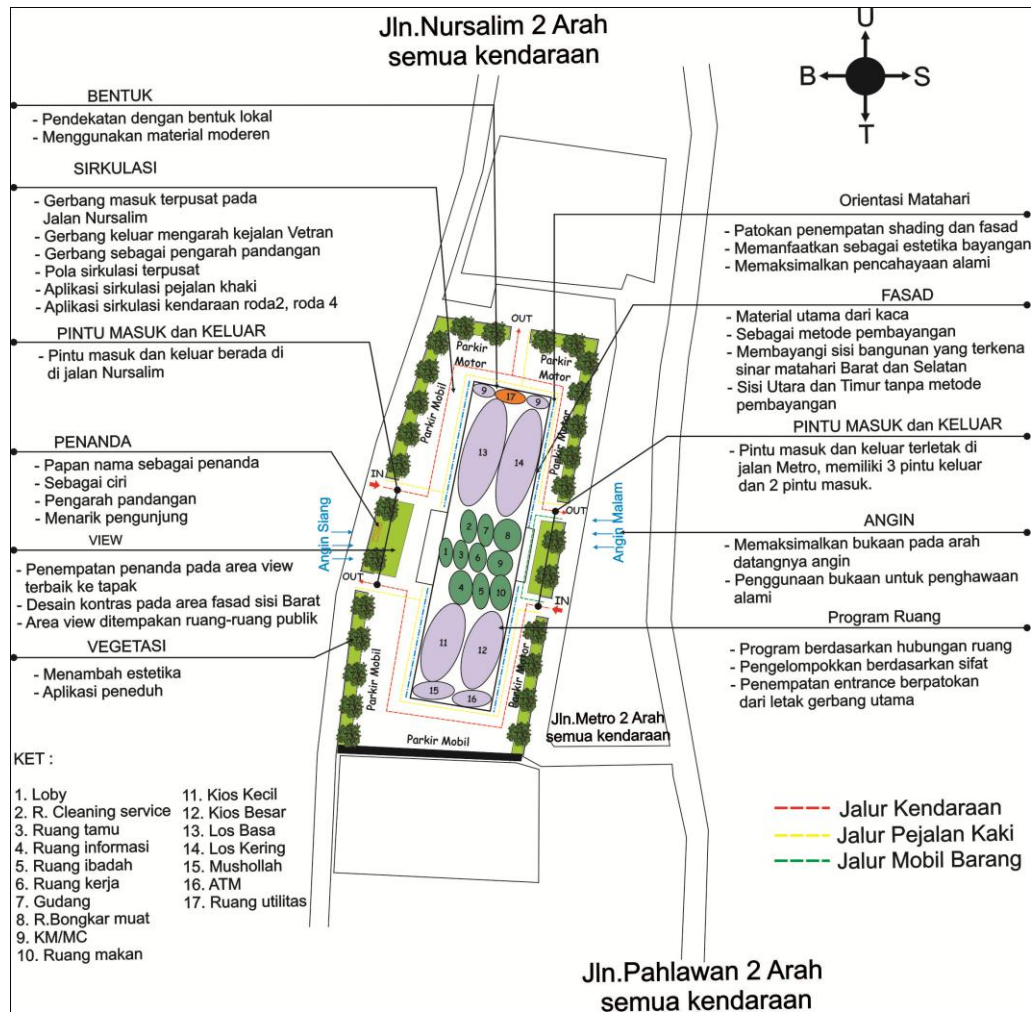 Jln.Nursalim 2 Arah
semua kendaraan
U
B
S
T
BENTUK
- Pendekatan dengan bentuk lokal
- Menggunakan material moderen
SIRKULASI
- Gerbang masuk terpusat pada
Jalan Nursalim
- Gerbang keluar mengarah kejalan Vetran
- Gerbang sebagai pengarah pandangan
- Pola sirkulasi terpusat
- Aplikasi sirkulasi pejalan khaki
- Aplikasi sirkulasi kendaraan roda2, roda 4
PINTU MASUK dan KELUAR
- Pintu masuk dan keluar berada di
di jalan Nursalim
PENANDA
- Papan nama sebagai penanda
- Sebagai ciri
- Pengarah pandangan
- Menarik pengunjung
VIEW
- Penempatan penanda pada area view
terbaik ke tapak
- Desain kontras pada area fasad sisi Barat
- Area view ditempakan ruang-ruang publik
VEGETASI
- Menambah estetika
- Aplikasi peneduh
Orientasi Matahari
- Patokan penempatan shading dan fasad
- Memanfaatkan sebagai estetika bayangan
- Memaksimalkan pencahayaan alami
FASAD
- Material utama dari kaca
- Sebagai metode pembayangan
- Membayangi sisi bangunan yang terkena
sinar matahari Barat dan Selatan
- Sisi Utara dan Timur tanpa metode
pembayangan
PINTU MASUK dan KELUAR
- Pintu masuk dan keluar terletak di
jalan Metro, memiliki 3 pintu keluar
dan 2 pintu masuk.
ANGIN
- Memaksimalkan bukaan pada arah
datangnya angin
- Penggunaan bukaan untuk penghawaan
alami
Program Ruang
- Program berdasarkan hubungan ruang
- Pengelompokkan berdasarkan sifat
- Penempatan entrance berpatokan
dari letak gerbang utama
OUT
Parkir Motor
Parkir Motor
Parkir Mobil
Parkir Motor
9
17
9
13
14
IN
OUT
Angin Siang
Angin Malam
2
7
8
1
3
6
9
4
5
10
OUT
IN
11
12
15
16
Parkir Mobil
Parkir Motor
Parkir Mobil
Jln.Metro 2 Arah
semua kendaraan
KET :
1. Loby
2. R. Cleaning service
3. Ruang tamu
4. Ruang informasi
5. Ruang ibadah
6. Ruang kerja
7. Gudang
8. R.Bongkar muat
9. KM/MC
10. Ruang makan
11. Kios Kecil
12. Kios Besar
13. Los Basa
14. Los Kering
15. Mushollah
16. ATM
17. Ruang utilitas
Jalur Kendaraan
Jalur Pejalan Kaki
Jalur Mobil Barang
Jln.Pahlawan 2 Arah
semua kendaraan